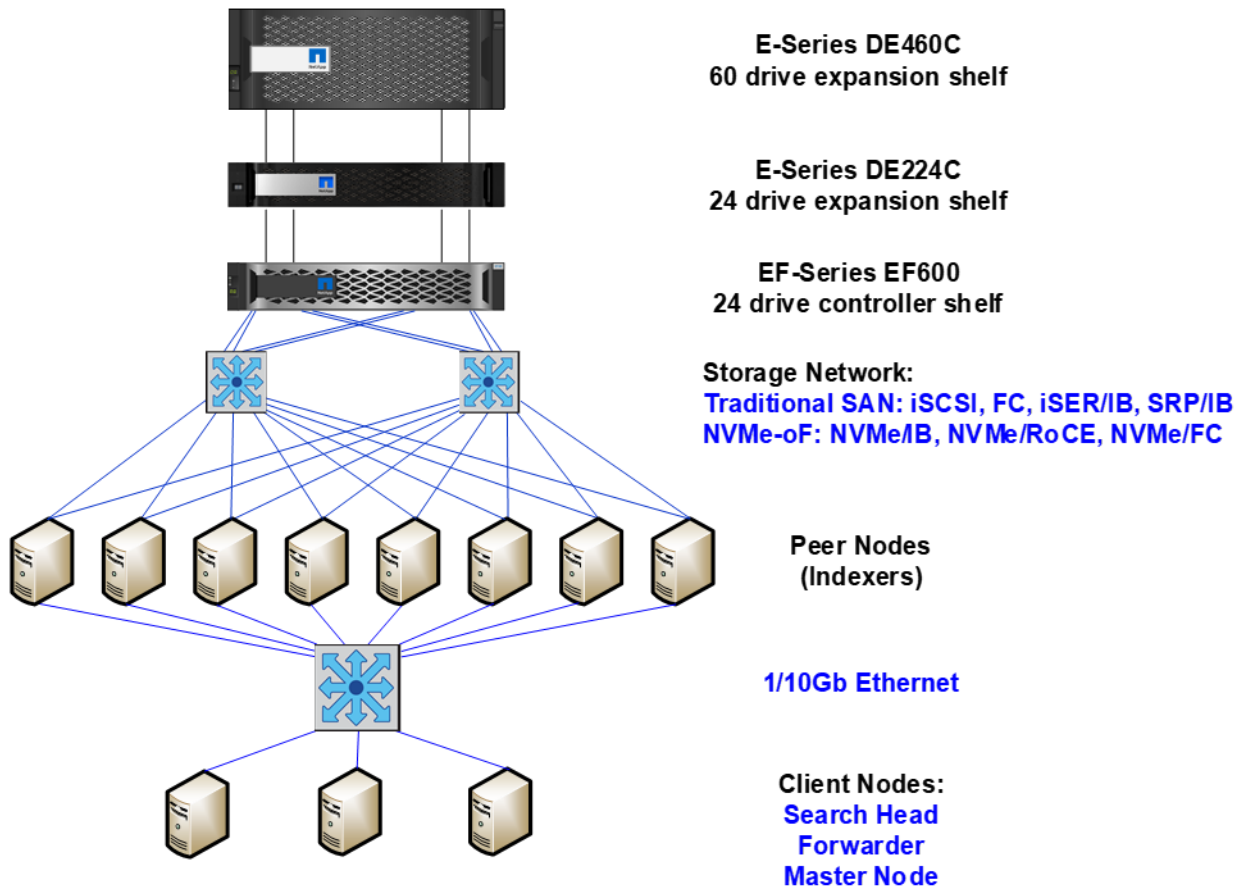 E-Series DE460C
60 drive expansion shelf
E-Series DE224C
24 drive expansion shelf
EF-Series EF600
24 drive controller shelf
Storage Network:
Traditional SAN: iSCSI, FC, iSER/IB, SRP/IB
NVMe-oF: NVMe/IB, NVMe/RoCE, NVMe/FC
Peer Nodes
(Indexers)
1/10Gb Ethernet
Client Nodes:
Search Head
Forwarder
Master Node